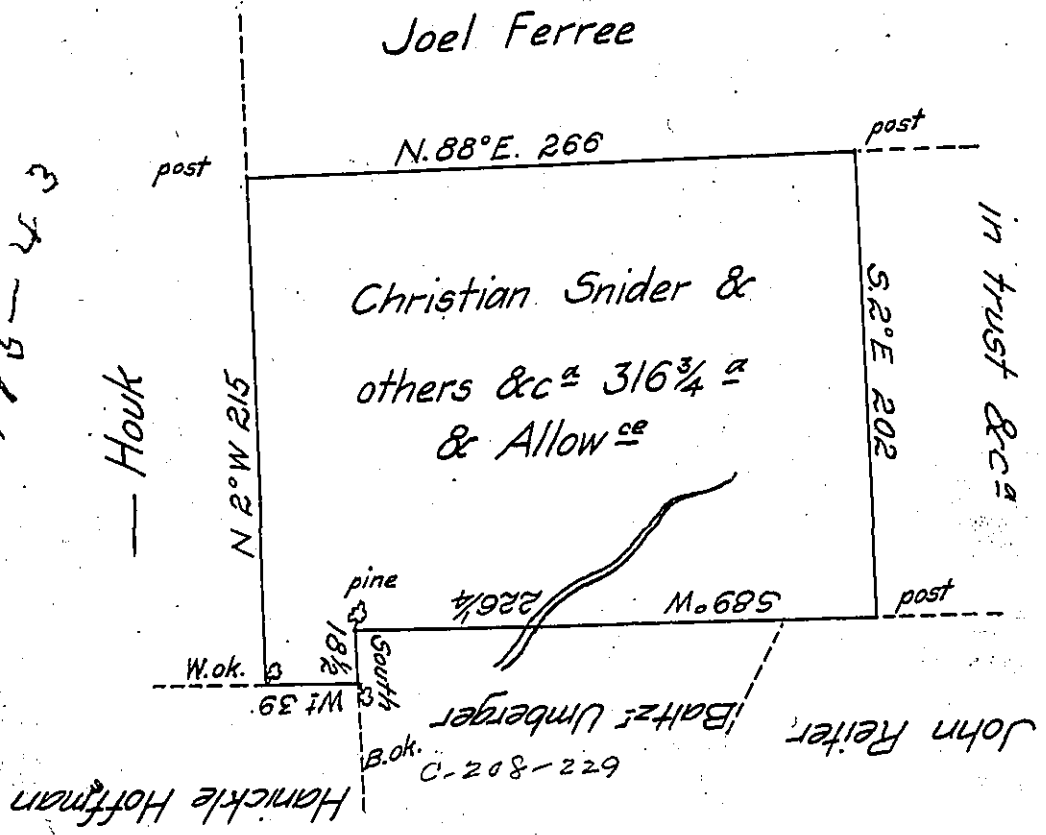 Joel Ferree
post
N. 88° E. 266
post
in trust &cª
— Houk
N 2° W 215
Christian Snider &
others &cª 316¾ ª
& Allowᶜᵉ
S. 2° E 202
pine
226¼
S89°W
post
W.ok.
18½
South
Wt 39.
B.ok.
Baltzr Umberger
John Reiter
C-208-229
Hanickle Hoffman